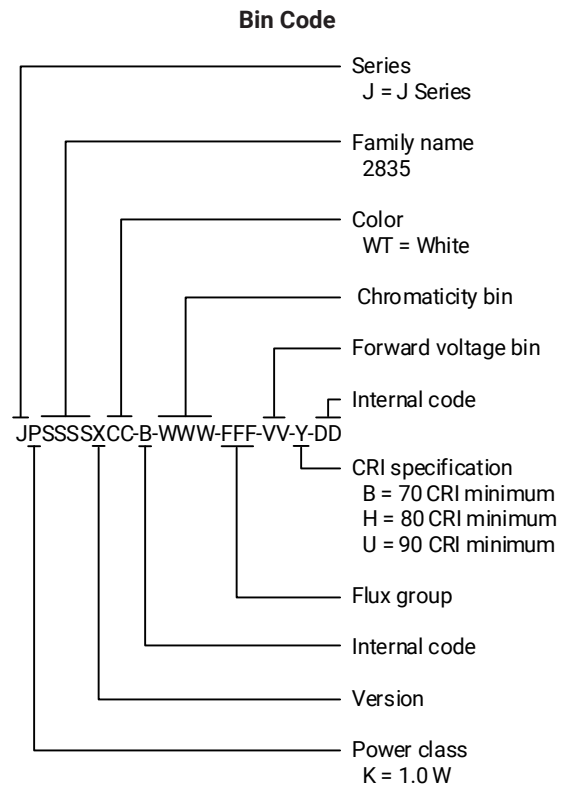 Bin Code
Series
J = J Series
Family name
2835
Color
WT = White
Chromaticity bin
Forward voltage bin
Internal code
JPSSSSXCC-B-WWW-FFF-VV-Y-DD
CRI specification
B = 70 CRI minimum
H = 80 CRI minimum
U = 90 CRI minimum
Flux group
Internal code
Version
Power class
K = 1.0 W